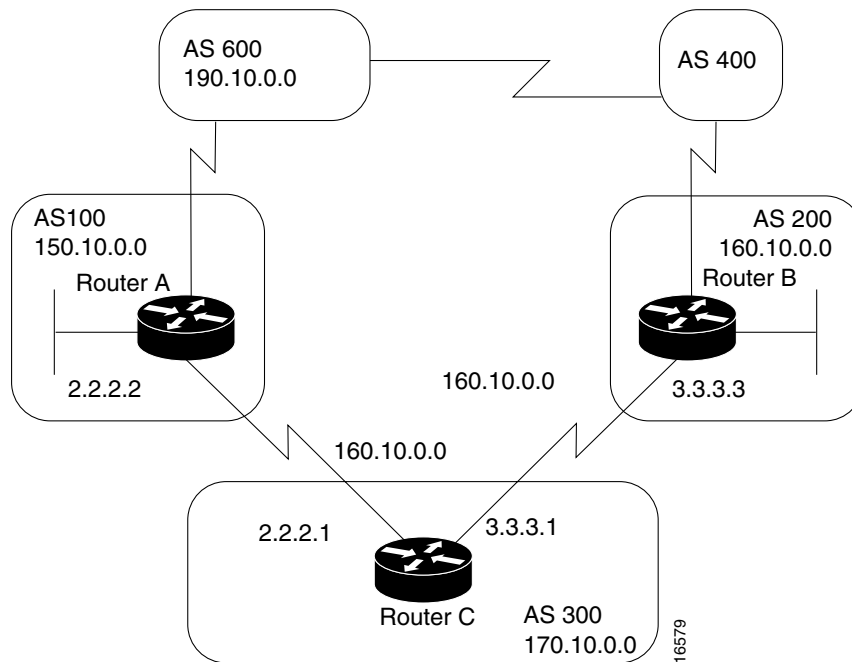 AS 600
190.10.0.0
AS 400
AS100
150.10.0.0
Router A
2.2.2.2
AS 200
160.10.0.0
Router B
3.3.3.3
160.10.0.0
160.10.0.0
2.2.2.1
3.3.3.1
Router C
AS 300
170.10.0.0
16579